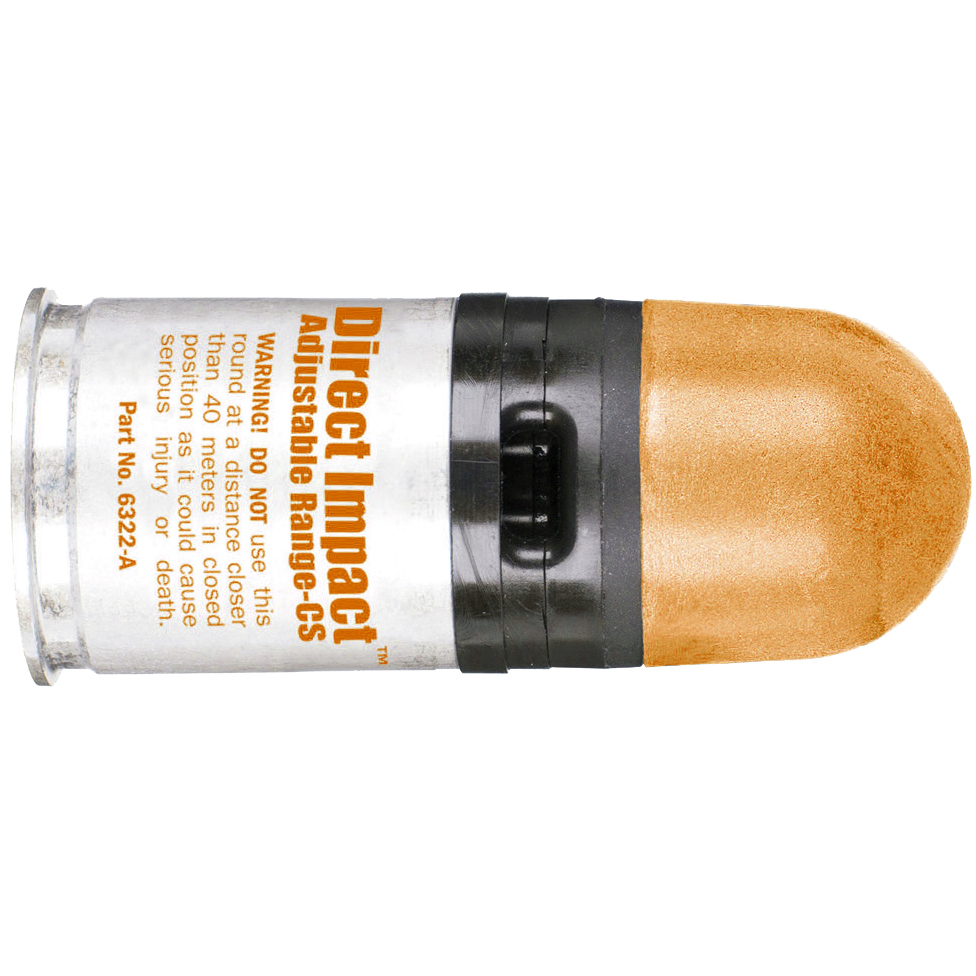 Direct Impact™
Adjustable Range-CS
WARNING! DO NOT use this
round at a distance closer
than 40 meters in closed
position as it could cause
serious injury or death.
Part No. 6322-A